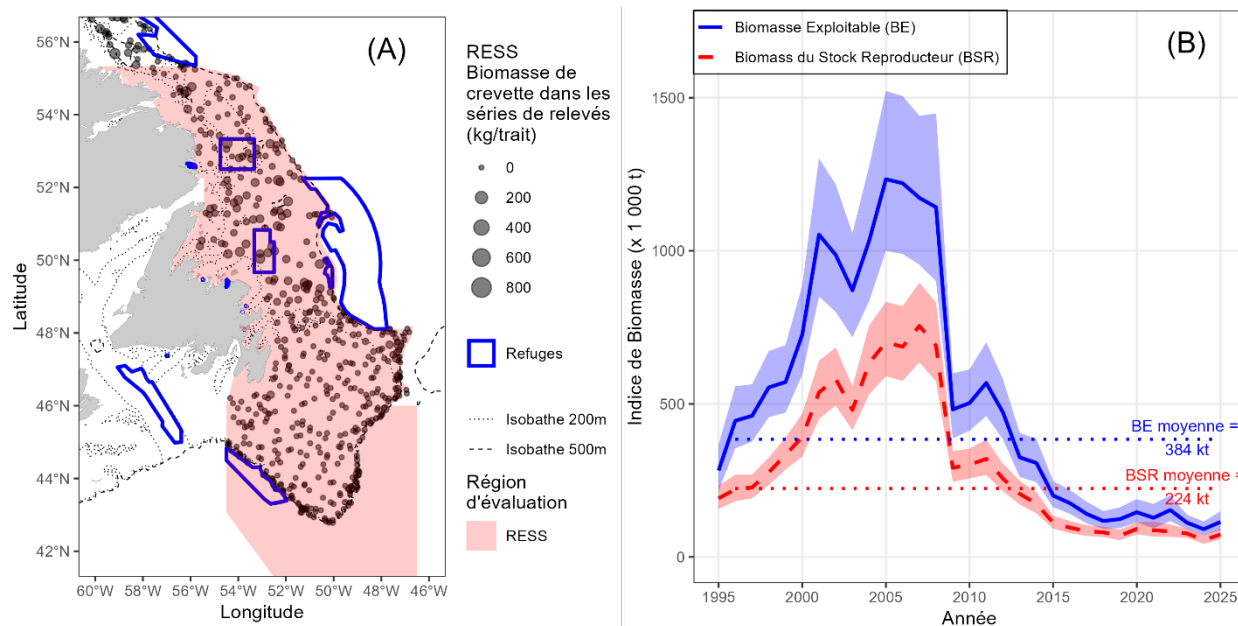 (A)
56°N
54°N
52°N
50°N
48°N
46°N
44°N
42°N
Latitude
60°W
58°W
56°W
54°W
52°W
50°W
48°W
46°W
Longitude
RESS
Biomasse de
crevette dans les
séries de relevés
(kg/trait)
0
200
400
600
800
Refuges
Isobathe 200m
Isobathe 500m
Région
d'évaluation
RESS
Biomasse Exploitable (BE)
Biomass du Stock Reproducteur (BSR)
(B)
Indice de Biomasse (x 1 000 t)
1500
1000
500
0
BE moyenne =
384 kt
BSR moyenne =
224 kt
1995
2000
2005
2010
2015
2020
2025
Année